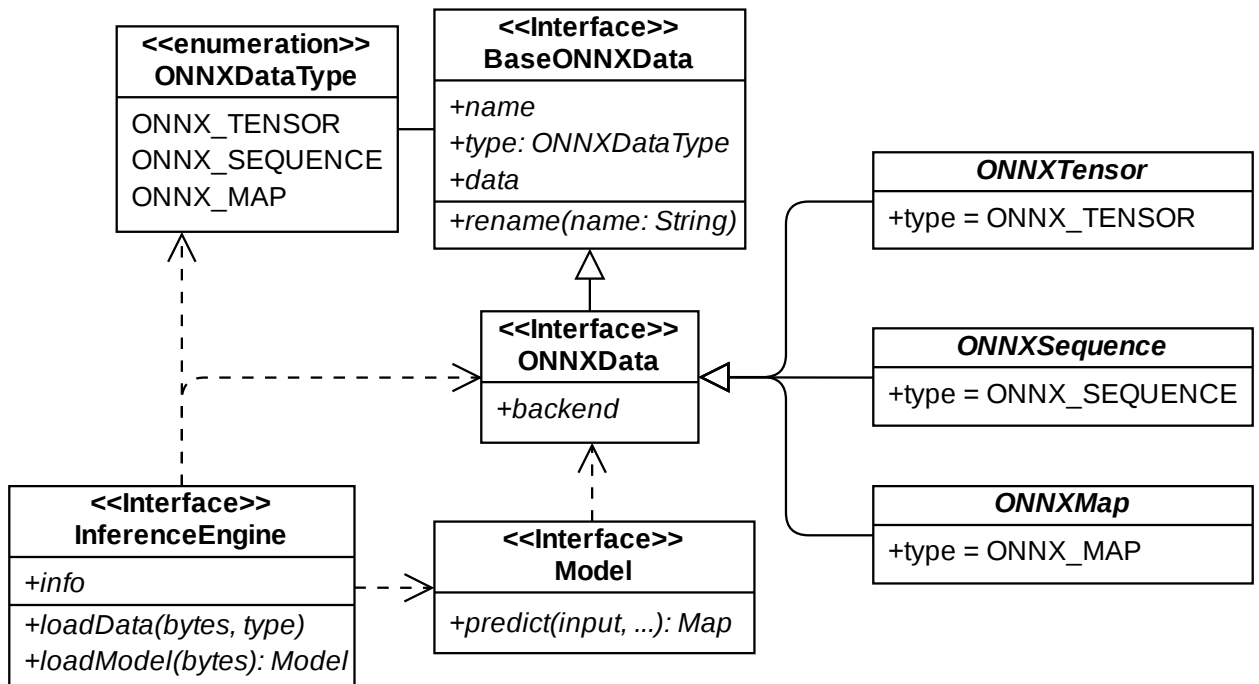 <<enumeration>>
ONNXDataType
ONNX_TENSOR
ONNX_SEQUENCE
ONNX_MAP
<<Interface>>
BaseONNXData
+name
+type: ONNXDataType
+data
+rename(name: String)
<<Interface>>
ONNXData
+backend
ONNXTensor
+type = ONNX_TENSOR
ONNXSequence
+type = ONNX_SEQUENCE
ONNXMap
+type = ONNX_MAP
<<Interface>>
InferenceEngine
+info
+loadData(bytes, type)
+loadModel(bytes): Model
<<Interface>>
Model
+predict(input, ...): Map